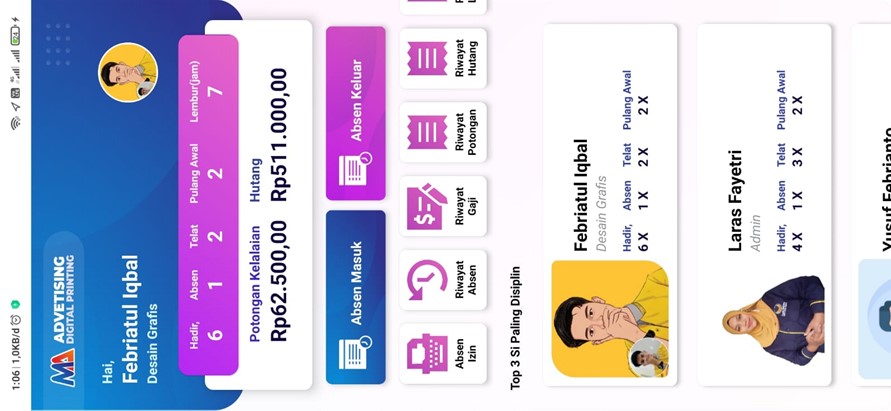 1:06 | 1,0KB/d
MA ADVETISING
DIGITAL PRINTING
Hai,
Febriatul Iqbal
Desain Grafis
Hadir, Absen Telat Pulang Awal Lembur(jam)
6 1 2 2 7
Potongan Kelalaian Hutang
Rp62.500,00 Rp511.000,00
Absen Masuk Absen Keluar
Absen Izin
Riwayat Absen
Riwayat Gaji
Riwayat Potongan
Riwayat Hutang
Top 3 Si Paling Disiplin
Febriatul Iqbal
Desain Grafis
Hadir, Absen Telat Pulang Awal
6 X 1 X 2 X 2 X
Laras Fayetri
Admin
Hadir, Absen Telat Pulang Awal
4 X 1 X 3 X 2 X
Yusuf Febrianto